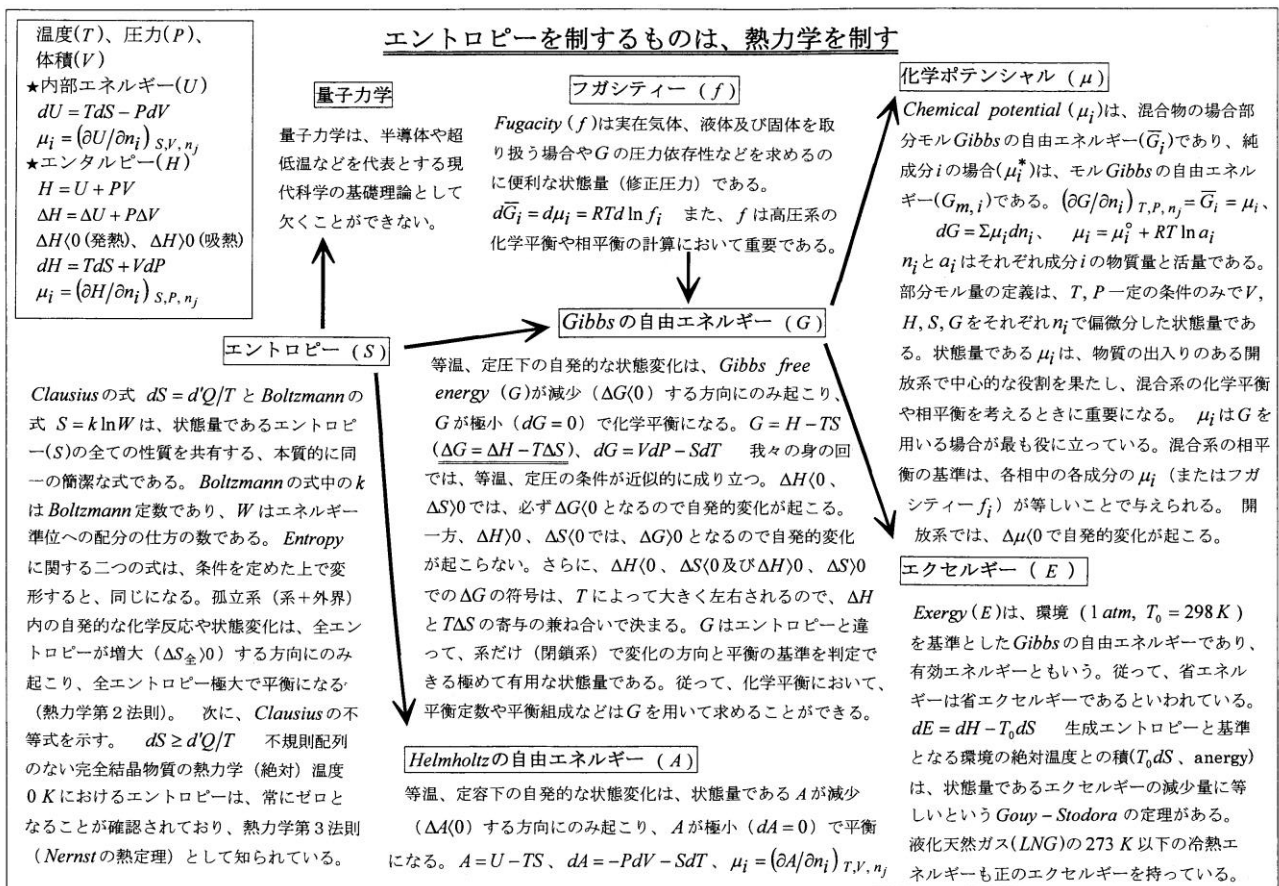 エントロピーを制するものは、熱力学を制す
温度(T)、圧力(P)、
体積(V)
★内部エネルギー(U)
dU = TdS − PdV
μ_i = (∂U/∂n_i)_{S,V,n_j}
★エンタルピー(H)
H = U + PV
ΔH = ΔU + PΔV
ΔH⟨0 (発熱)、ΔH⟩0 (吸熱)
dH = TdS + VdP
μ_i = (∂H/∂n_i)_{S,P,n_j}
量子力学
量子力学は、半導体や超
低温などを代表とする現
代科学の基礎理論として
欠くことができない。
フガシティー (f)
Fugacity (f)は実在気体、液体及び固体を取
り扱う場合やGの圧力依存性などを求めるの
に便利な状態量（修正圧力）である。
dG̅_i = dμ_i = RTd ln f_i また、fは高圧系の
化学平衡や相平衡の計算において重要である。
化学ポテンシャル (μ)
Chemical potential (μ_i)は、混合物の場合部
分モルGibbsの自由エネルギー(G̅_i)であり、純
成分iの場合(μ_i^*)は、モルGibbsの自由エネル
ギー(G_{m,i})である。(∂G/∂n_i)_{T,P,n_j} = G̅_i = μ_i、
dG = Σμ_i dn_i、 μ_i = μ_i° + RT ln a_i
n_iとa_iはそれぞれ成分iの物質量と活量である。
部分モル量の定義は、T, P一定の条件のみでV,
H, S, Gをそれぞれn_iで偏微分した状態量であ
る。状態量であるμ_iは、物質の出入りのある開
放系で中心的な役割を果たし、混合系の化学平衡
や相平衡を考えるときに重要になる。 μ_iはGを
用いる場合が最も役に立っている。混合系の相平
衡の基準は、各相中の各成分のμ_i（またはフガ
シティーf_i）が等しいことで与えられる。 開
放系では、Δμ⟨0で自発的変化が起こる。
エントロピー (S)
Clausiusの式 dS = d'Q/T とBoltzmannの
式 S = k ln W は、状態量であるエントロピ
ー(S)の全ての性質を共有する、本質的に同
一の簡潔な式である。Boltzmannの式中のk
はBoltzmann定数であり、Wはエネルギー
準位への配分の仕方の数である。Entropy
に関する二つの式は、条件を定めた上で変
形すると、同じになる。孤立系（系＋外界）
内の自発的な化学反応や状態変化は、全エン
トロピーが増大（ΔS_全⟩0）する方向にのみ
起こり、全エントロピー極大で平衡になる
（熱力学第２法則）。 次に、Clausiusの不
等式を示す。 dS ≥ d'Q/T 不規則配列
のない完全結晶物質の熱力学（絶対）温度
0 Kにおけるエントロピーは、常にゼロと
なることが確認されており、熱力学第３法則
（Nernstの熱定理）として知られている。
Gibbsの自由エネルギー (G)
等温、定圧下の自発的な状態変化は、Gibbs free
energy (G)が減少（ΔG⟨0）する方向にのみ起こり、
Gが極小（dG = 0）で化学平衡になる。G = H − TS
(ΔG = ΔH − TΔS)、dG = VdP − SdT 我々の身の回
では、等温、定圧の条件が近似的に成り立つ。ΔH⟨0、
ΔS⟩0では、必ずΔG⟨0となるので自発的変化が起こる。
一方、ΔH⟩0、ΔS⟨0では、ΔG⟩0となるので自発的変化
が起こらない。さらに、ΔH⟨0、ΔS⟨0及びΔH⟩0、ΔS⟩0
でのΔGの符号は、Tによって大きく左右されるので、ΔH
とTΔSの寄与の兼ね合いで決まる。Gはエントロピーと違
って、系だけ（閉鎖系）で変化の方向と平衡の基準を判定で
きる極めて有用な状態量である。従って、化学平衡において、
平衡定数や平衡組成などはGを用いて求めることができる。
Helmholtzの自由エネルギー (A)
等温、定容下の自発的な状態変化は、状態量であるAが減少
（ΔA⟨0）する方向にのみ起こり、Aが極小（dA = 0）で平衡
になる。A = U − TS、dA = −PdV − SdT、μ_i = (∂A/∂n_i)_{T,V,n_j}
エクセルギー (E)
Exergy (E)は、環境（1 atm, T_0 = 298 K）
を基準としたGibbsの自由エネルギーであり、
有効エネルギーともいう。従って、省エネル
ギーは省エクセルギーであるといわれている。
dE = dH − T_0dS 生成エントロピーと基準
となる環境の絶対温度との積(T_0dS、anergy)
は、状態量であるエクセルギーの減少量に等
しいというGouy − Stodoraの定理がある。
液化天然ガス(LNG)の273 K以下の冷熱エ
ネルギーも正のエクセルギーを持っている。